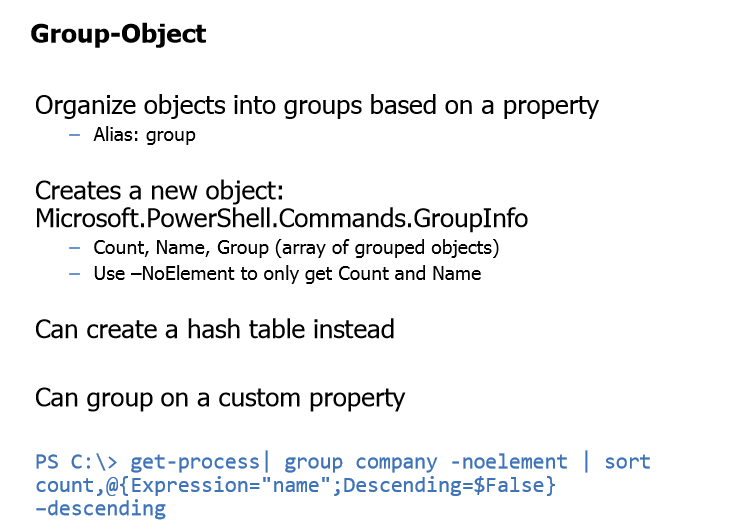 Group-Object
Organize objects into groups based on a property
– Alias: group
Creates a new object:
Microsoft.PowerShell.Commands.GroupInfo
– Count, Name, Group (array of grouped objects)
– Use –NoElement to only get Count and Name
Can create a hash table instead
Can group on a custom property
PS C:\> get-process| group company -noelement | sort
count,@{Expression="name";Descending=$False}
–descending